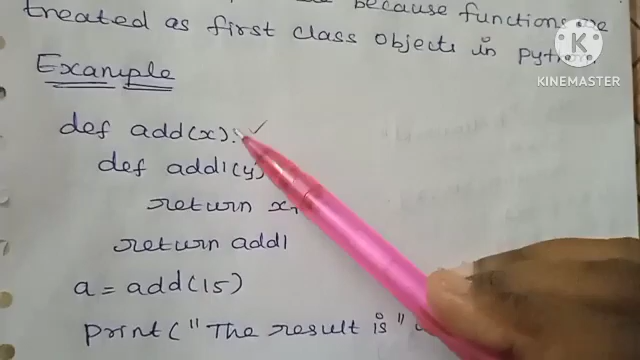 because functions are
treated as first class objects in Python
K
KINEMASTER
Example
def add(x):
def add1(y)
return x+
return add1
a = add(15)
print("The result is"